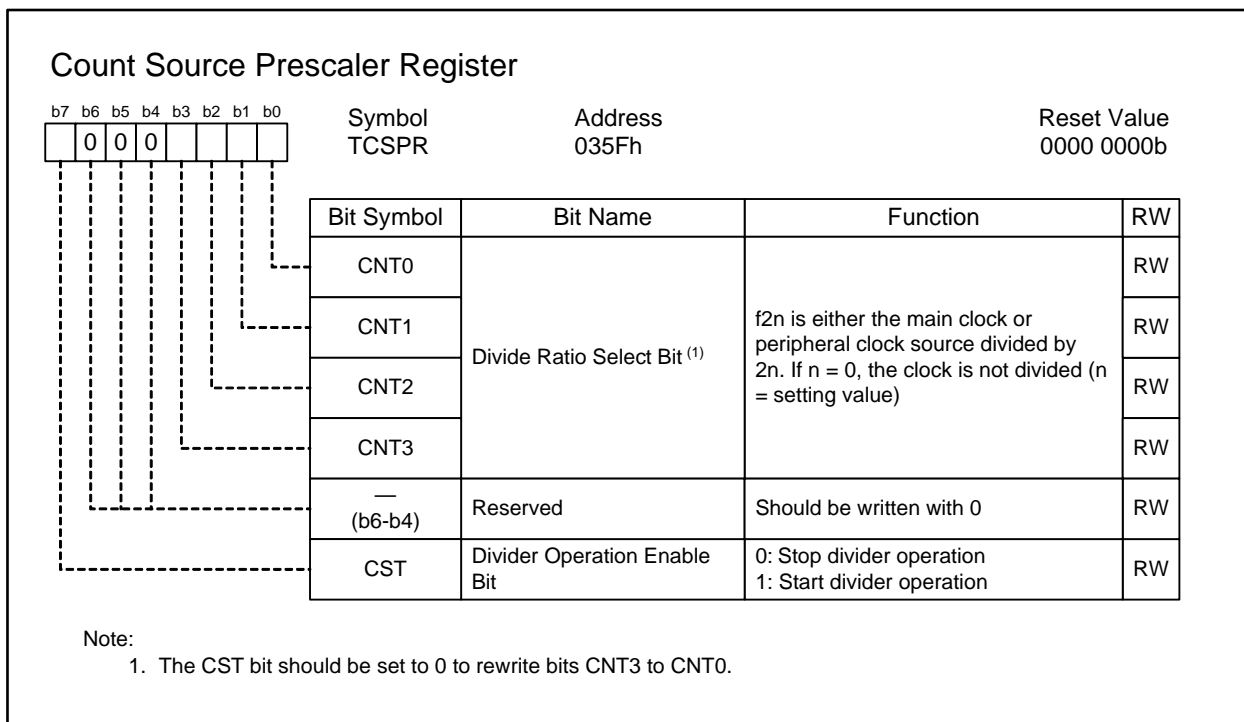 Count Source Prescaler Register
b7 b6 b5 b4 b3 b2 b1 b0
0 0 0
Symbol Address Reset Value
TCSPR 035Fh 0000 0000b
Bit Symbol Bit Name Function RW
CNT0 RW
CNT1 RW
CNT2 RW
CNT3 RW
Divide Ratio Select Bit (1)
f2n is either the main clock or
peripheral clock source divided by
2n. If n = 0, the clock is not divided (n
= setting value)
—
(b6-b4) Reserved Should be written with 0 RW
CST Divider Operation Enable
Bit
0: Stop divider operation
1: Start divider operation
RW
Note:
1. The CST bit should be set to 0 to rewrite bits CNT3 to CNT0.